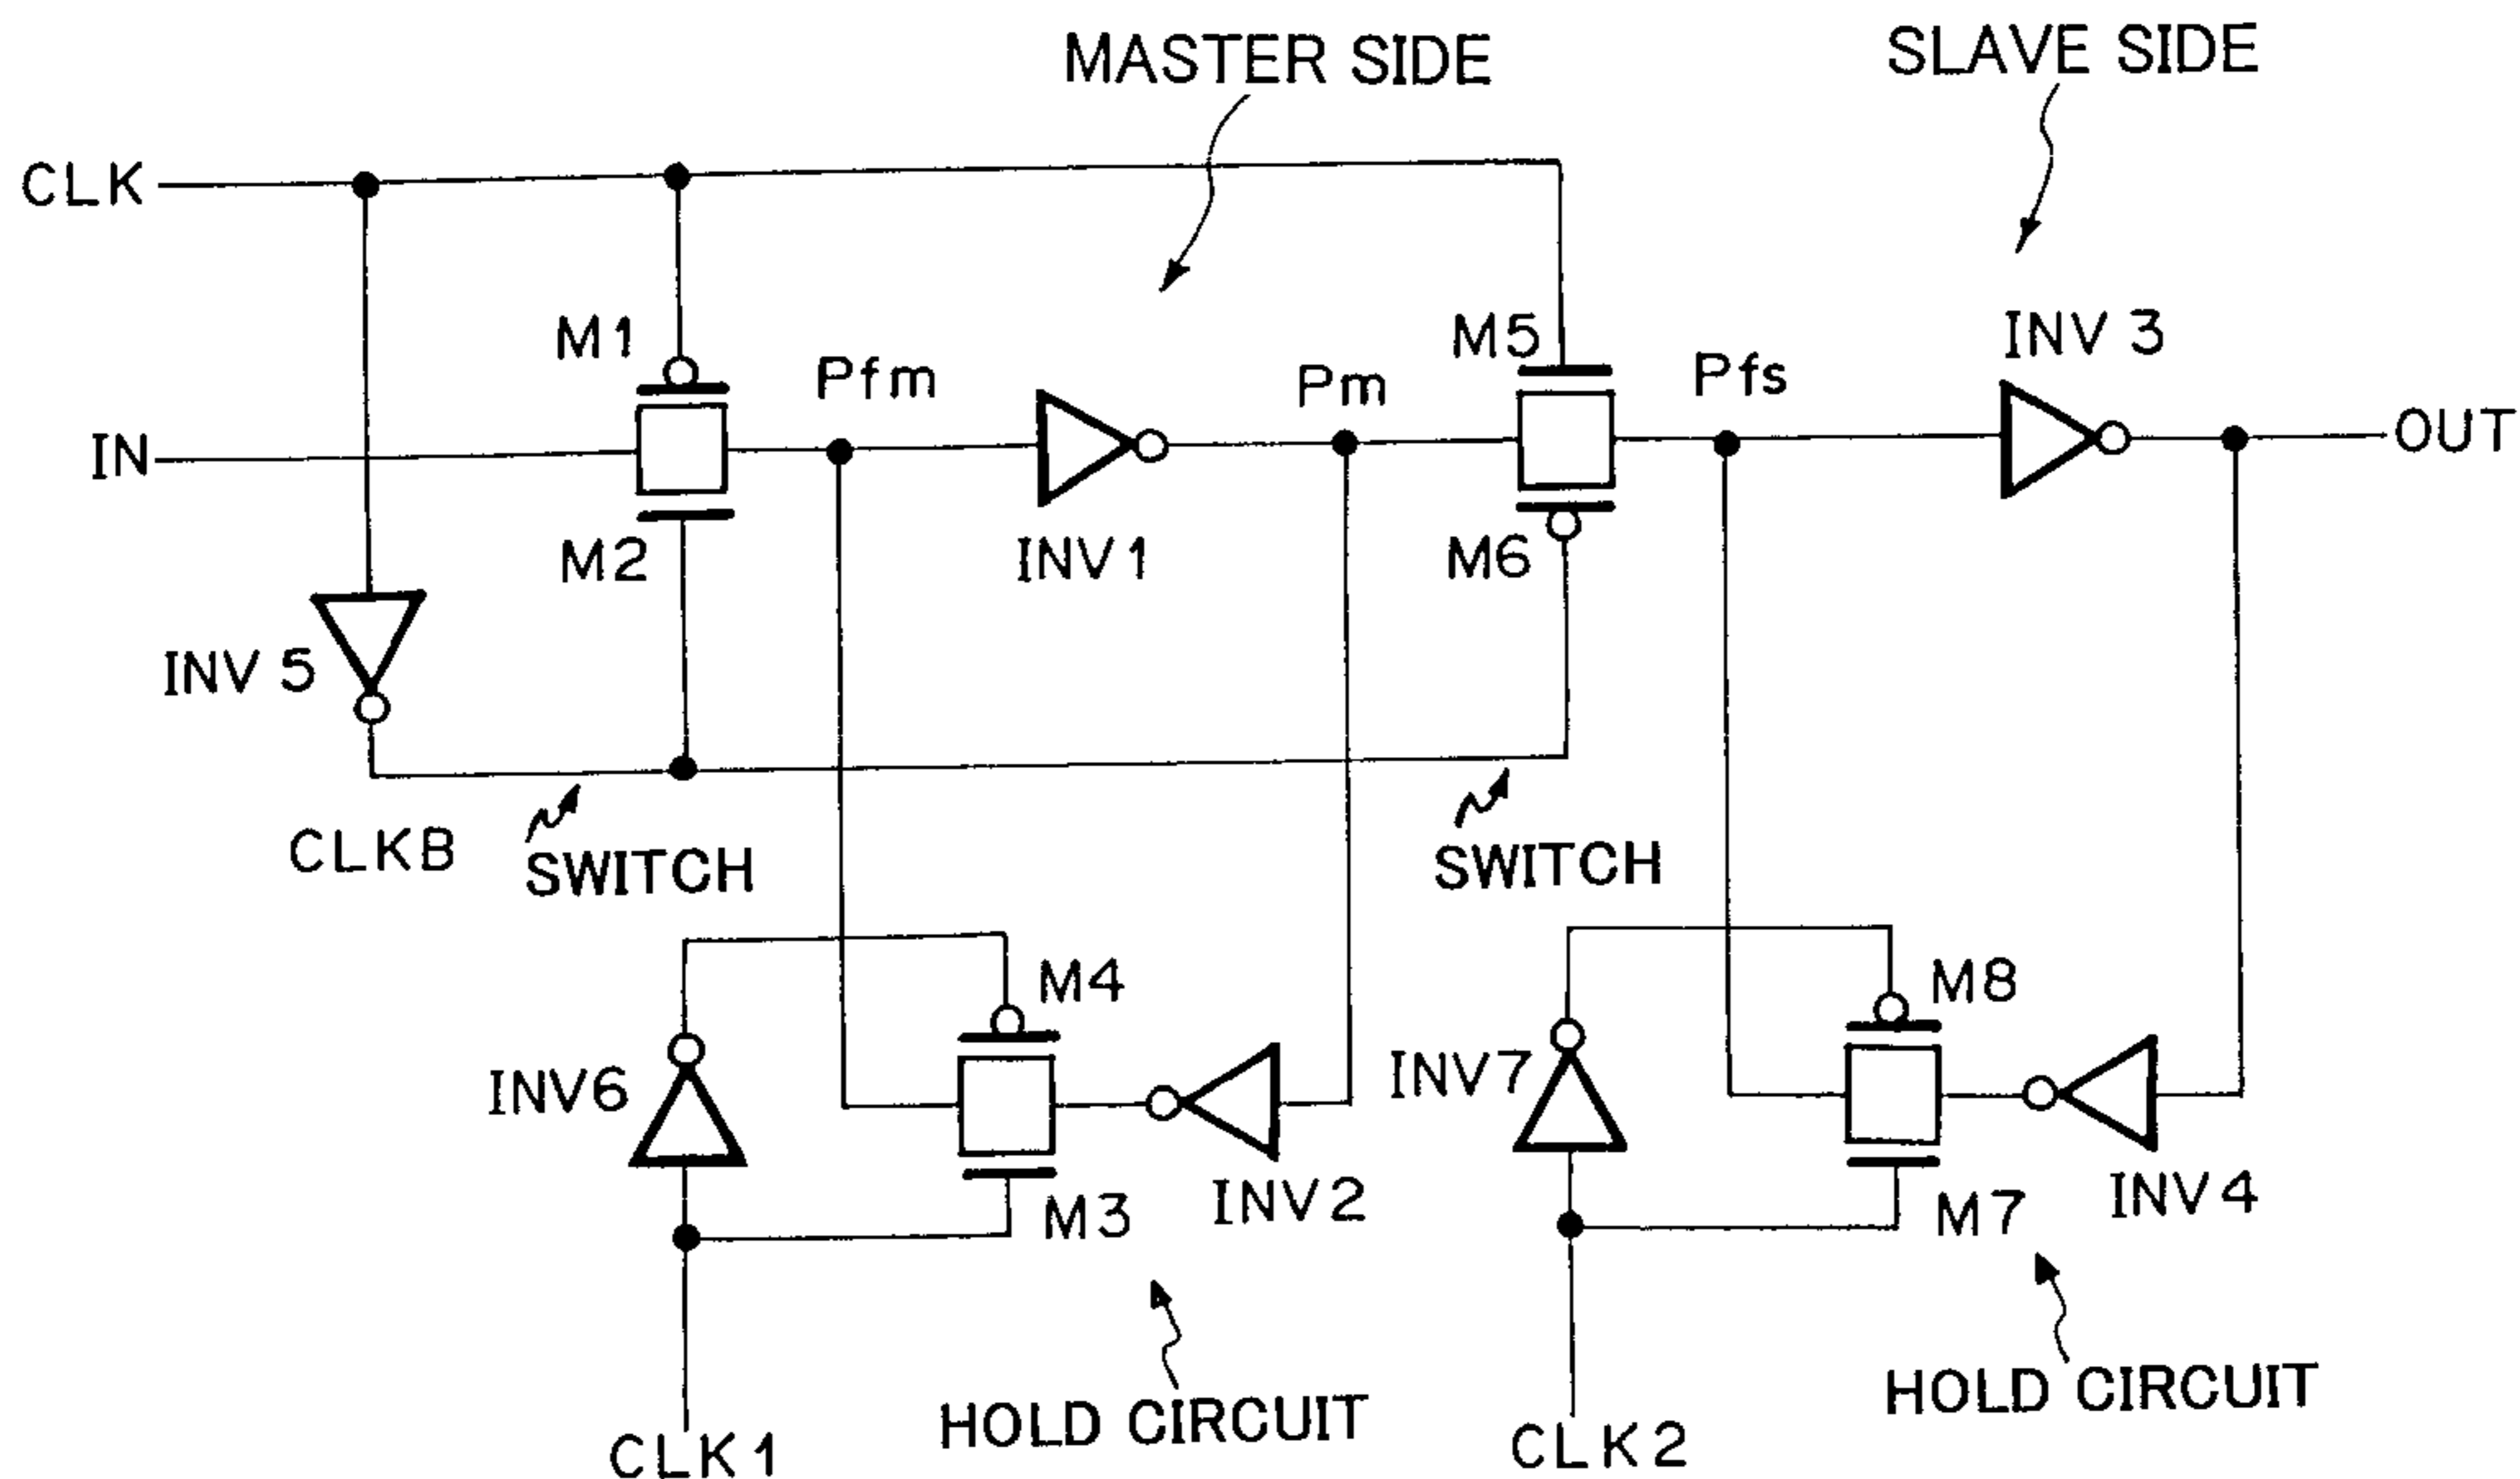 MASTER SIDE
SLAVE SIDE
CLK
M1
Pfm
Pm
M5
Pfs
INV 3
IN
OUT
M2
INV1
M6
INV 5
CLKB
SWITCH
SWITCH
M4
M8
INV6
INV7
M3
INV2
M7
INV4
HOLD CIRCUIT
HOLD CIRCUIT
CLK1
CLK2